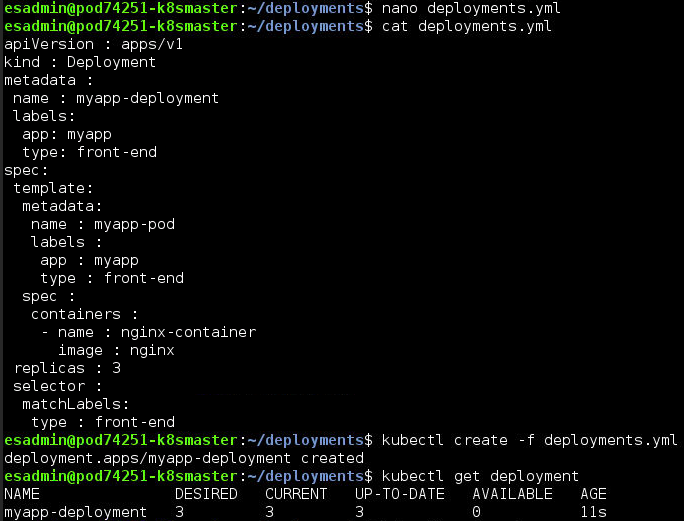 esadmin@pod74251-k8smaster:~/deployments$ nano deployments.yml
esadmin@pod74251-k8smaster:~/deployments$ cat deployments.yml
apiVersion : apps/v1
kind : Deployment
metadata :
 name : myapp-deployment
 labels:
  app: myapp
  type: front-end
spec:
 template:
  metadata:
   name : myapp-pod
   labels :
    app : myapp
    type : front-end
  spec :
   containers :
    - name : nginx-container
      image : nginx
 replicas : 3
 selector :
  matchLabels:
   type : front-end
esadmin@pod74251-k8smaster:~/deployments$ kubectl create -f deployments.yml
deployment.apps/myapp-deployment created
esadmin@pod74251-k8smaster:~/deployments$ kubectl get deployment
NAME               DESIRED   CURRENT   UP-TO-DATE   AVAILABLE   AGE
myapp-deployment   3         3         3            0           11s